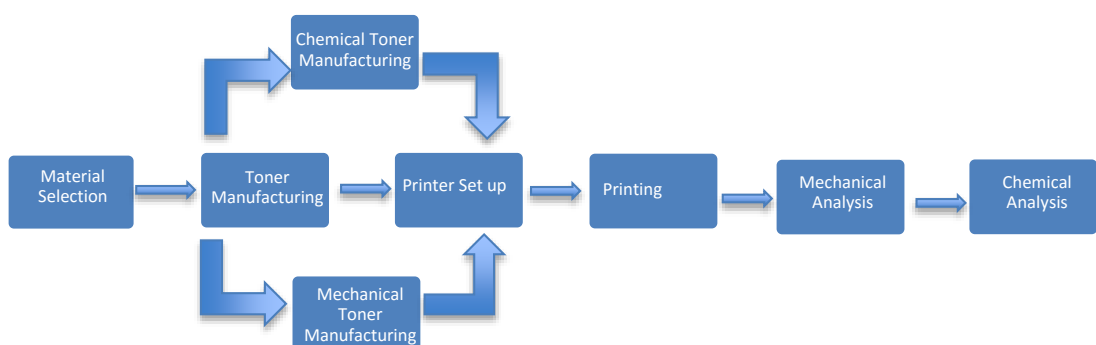 Chemical Toner
Manufacturing
Material
Selection
Toner
Manufacturing
Printer Set up
Printing
Mechanical
Analysis
Chemical
Analysis
Mechanical
Toner
Manufacturing